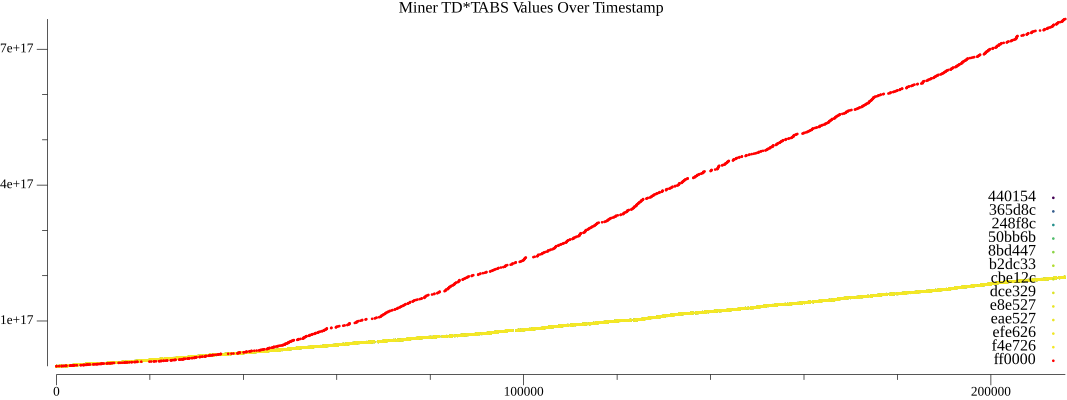 Miner TD*TABS Values Over Timestamp
7e+17
4e+17
1e+17
440154
365d8c
248f8c
50bb6b
8bd447
b2dc33
cbe12c
dce329
e8e527
eae527
efe626
f4e726
ff0000
0
100000
200000